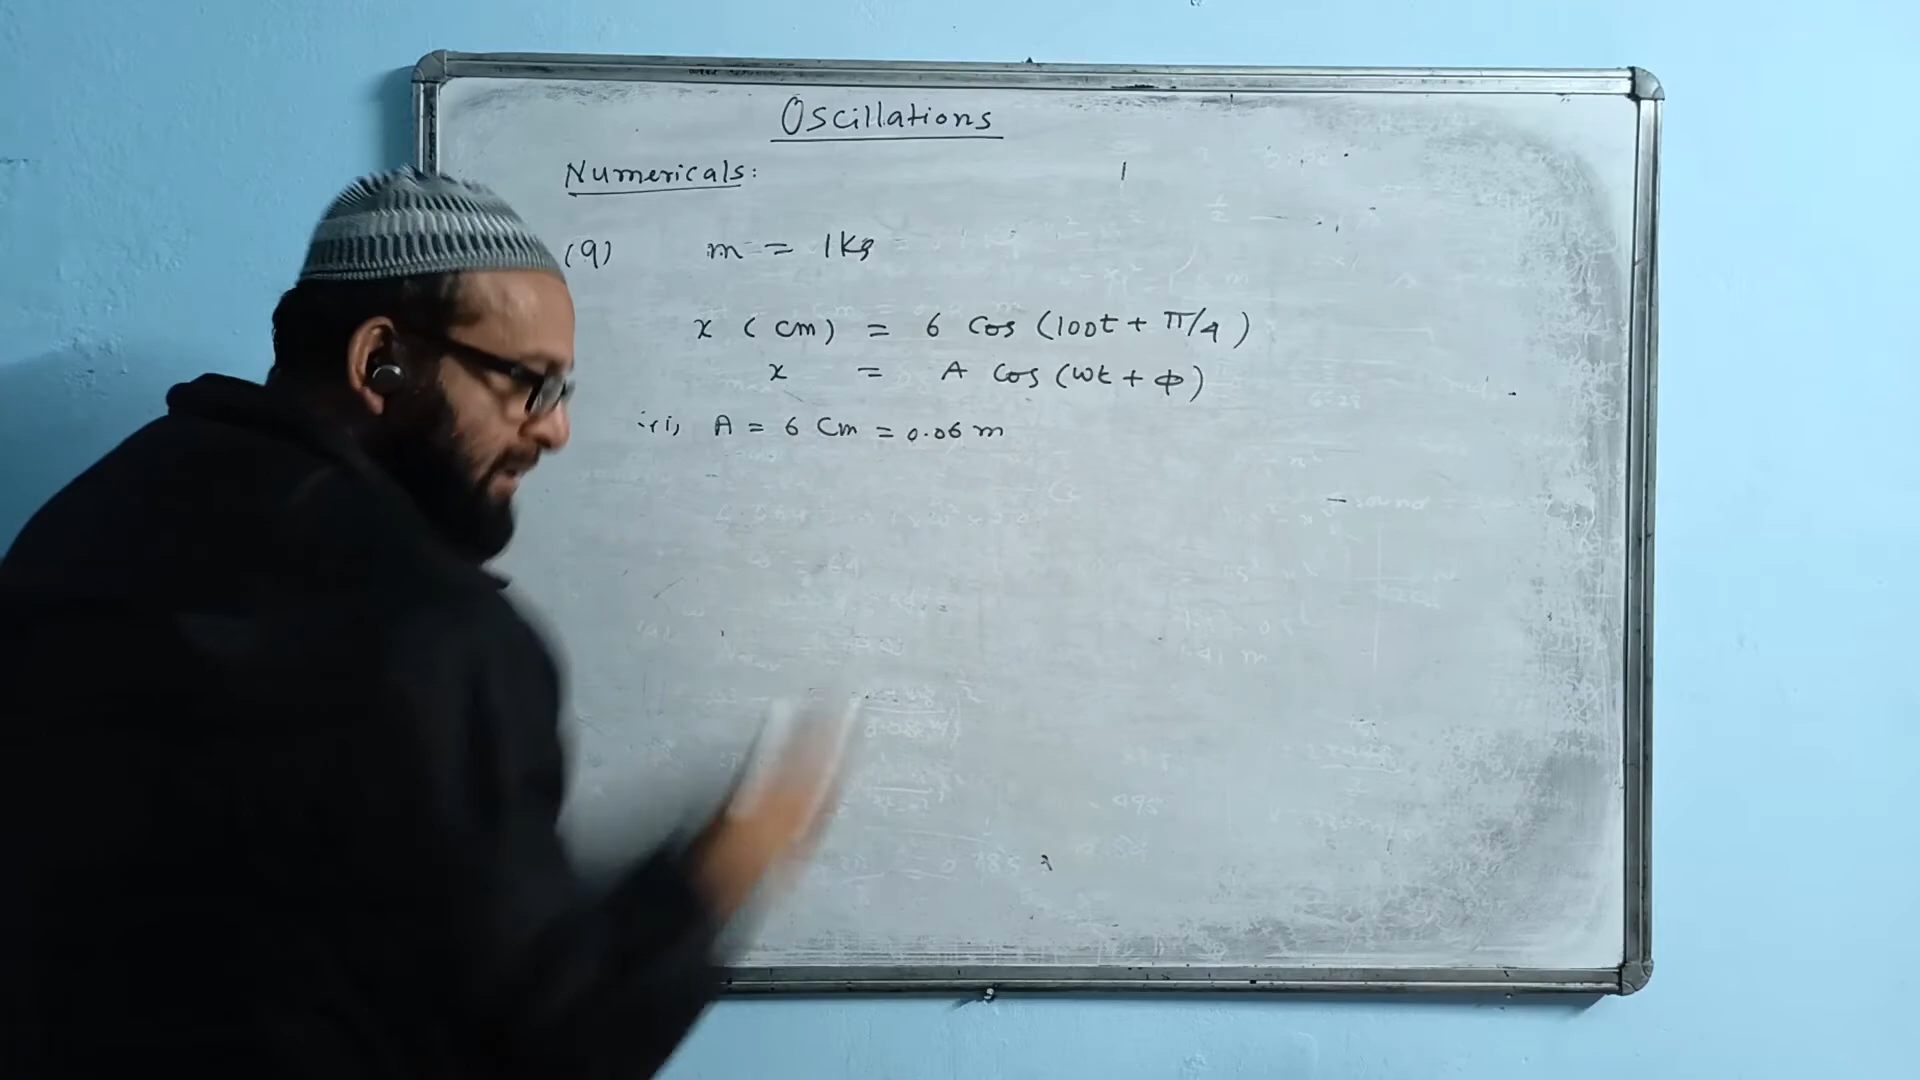 Oscillations
Numericals:
(9) m = 1kg
x (cm) = 6 Cos (100t + π/4)
x = A Cos (ωt + φ)
(i) A = 6 Cm = 0.06 m